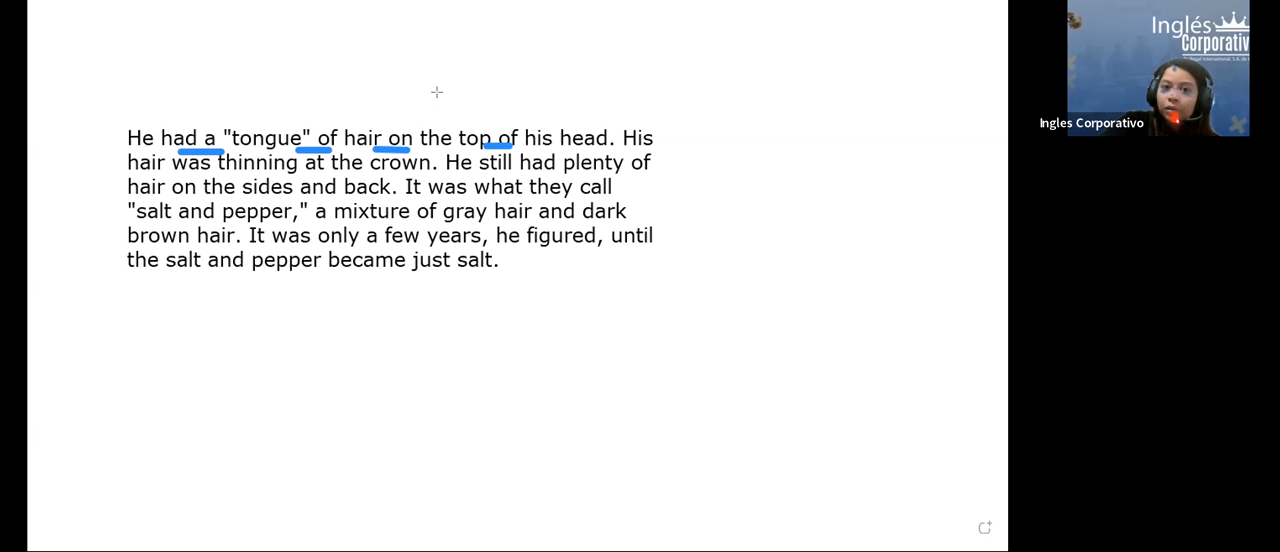 He had a "tongue" of hair on the top of his head. His
hair was thinning at the crown. He still had plenty of
hair on the sides and back. It was what they call
"salt and pepper," a mixture of gray hair and dark
brown hair. It was only a few years, he figured, until
the salt and pepper became just salt.
Inglés
Corporativ
Ingles Corporativo